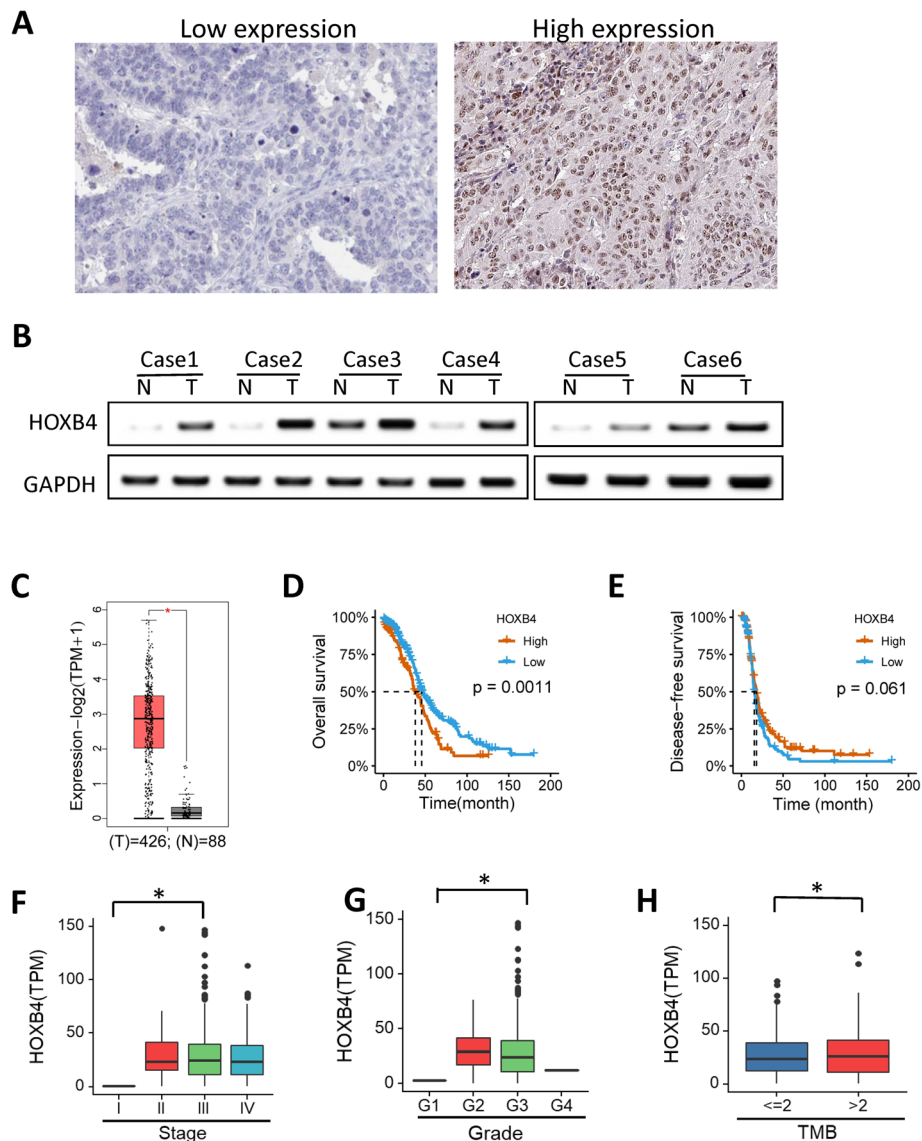 A
Low expression
High expression
B
Case1 Case2 Case3 Case4 Case5 Case6
N T N T N T N T N T N T
HOXB4
GAPDH
C
Expression−log2(TPM+1)
6
5
4
3
2
1
0
*
(T)=426; (N)=88
D
HOXB4
High
Low
p = 0.0011
Overall survival
100%
75%
50%
25%
0%
0 50 100 150 200
Time(month)
E
HOXB4
High
Low
p = 0.061
Disease−free survival
100%
75%
50%
25%
0%
0 50 100 150 200
Time (month)
F
*
HOXB4(TPM)
150
100
50
0
I II III IV
Stage
G
*
HOXB4(TPM)
150
100
50
0
G1 G2 G3 G4
Grade
H
*
HOXB4(TPM)
150
100
50
0
<=2 >2
TMB